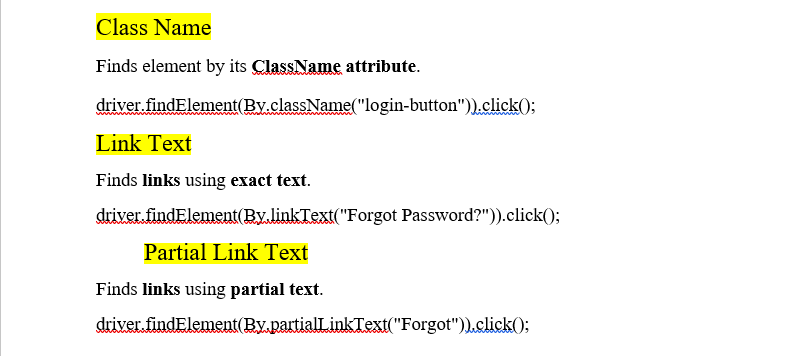 Class Name
Finds element by its ClassName attribute.
driver.findElement(By.className("login-button")).click();
Link Text
Finds links using exact text.
driver.findElement(By.linkText("Forgot Password?")).click();
Partial Link Text
Finds links using partial text.
driver.findElement(By.partialLinkText("Forgot")).click();